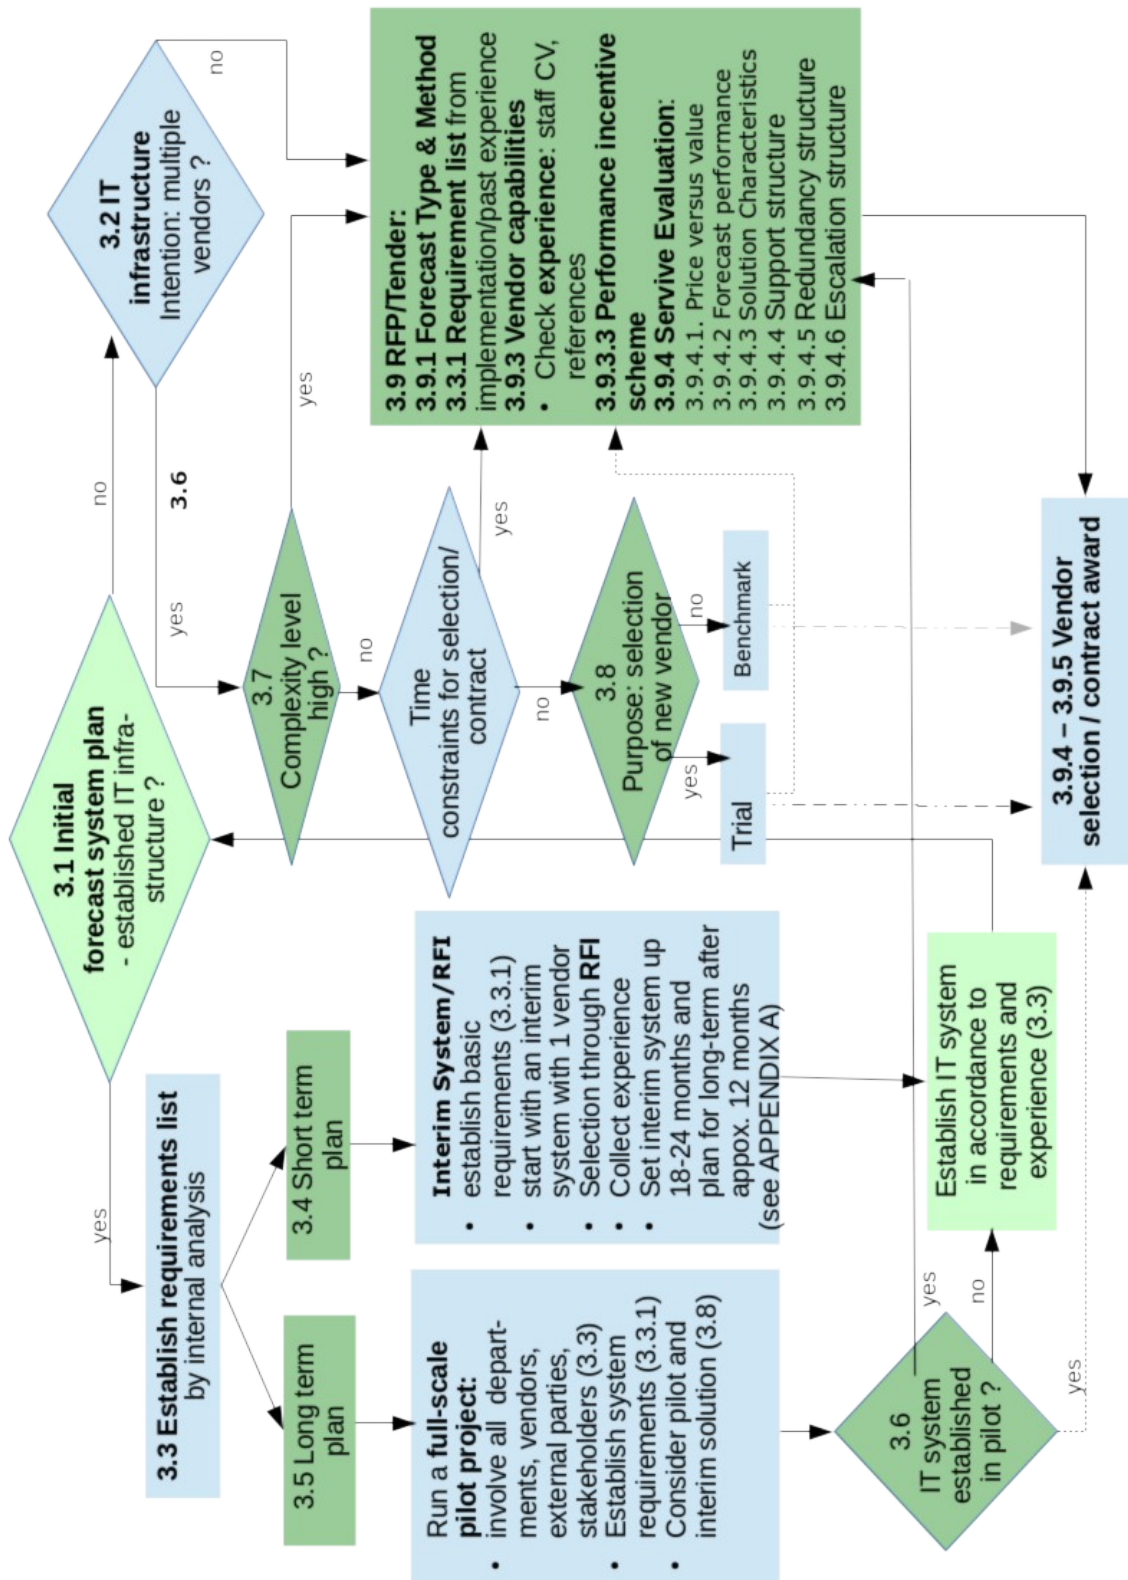 3.1 Initial
forecast system plan
- established IT infra-
structure ?
yes
no
3.2 IT
infrastructure
Intention: multiple
vendors ?
yes
no
3.6
3.3 Establish requirements list
by internal analysis
3.5 Long term
plan
3.4 Short term
plan
3.7
Complexity level
high ?
yes
no
Run a full-scale
pilot project:
• involve all depart-
ments, vendors,
external parties,
stakeholders (3.3)
• Establish system
requirements (3.3.1)
• Consider pilot and
interim solution (3.8)
Interim System/RFI
• establish basic
requirements (3.3.1)
• start with an interim
system with 1 vendor
• Selection through RFI
• Collect experience
• Set interim system up
18-24 months and
plan for long-term after
appox. 12 months
(see APPENDIX A)
Time
constraints for selection/
contract
yes
no
3.8
Purpose: selection
of new vendor
yes
no
Trial
Benchmark
3.9 RFP/Tender:
3.9.1 Forecast Type & Method
3.3.1 Requirement list from
implementation/past experience
3.9.3 Vendor capabilities
• Check experience: staff CV,
references
3.9.3.3 Performance incentive
scheme
3.9.4 Servive Evaluation:
3.9.4.1. Price versus value
3.9.4.2 Forecast performance
3.9.4.3 Solution Characteristics
3.9.4.4 Support structure
3.9.4.5 Redundancy structure
3.9.4.6 Escalation structure
3.6
IT system
established
in pilot ?
yes
no
yes
Establish IT system
in accordance to
requirements and
experience (3.3)
3.9.4 – 3.9.5 Vendor
selection / contract award